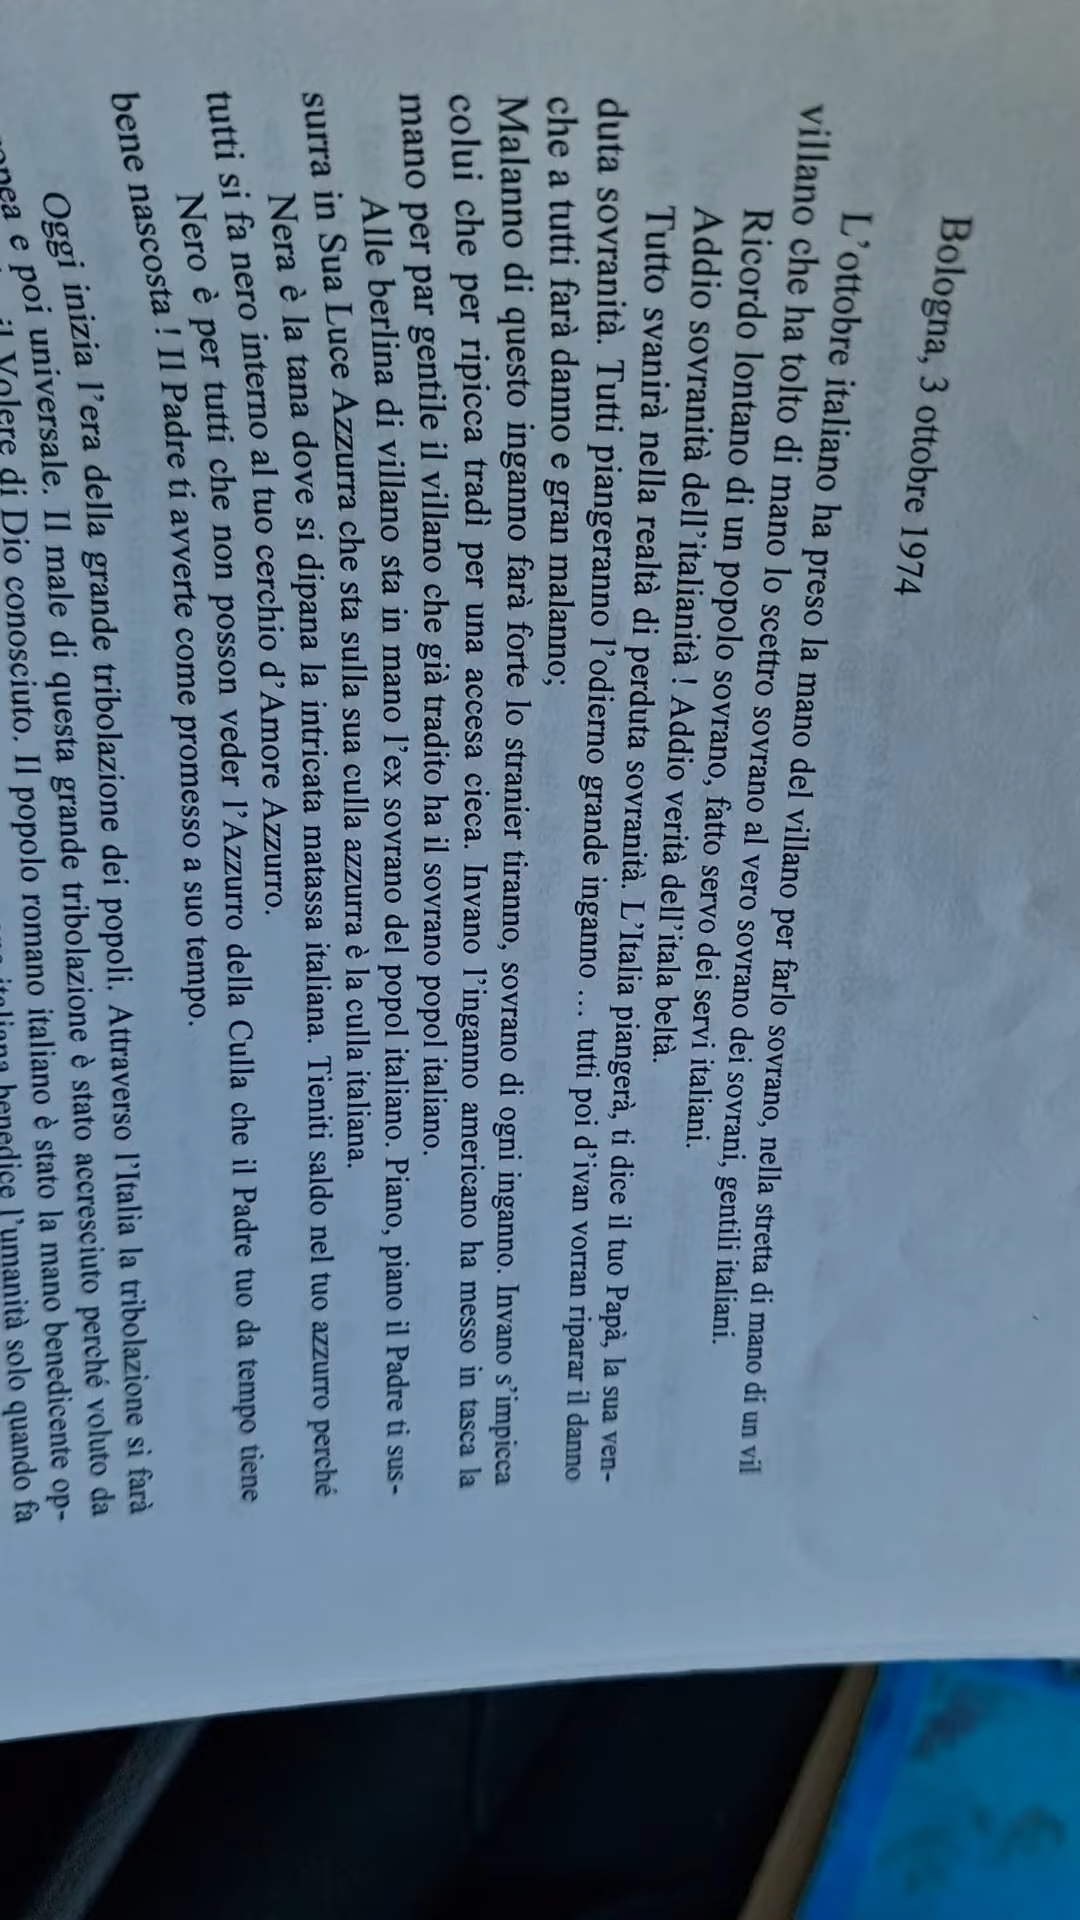 Bologna, 3 ottobre 1974
L'ottobre italiano ha preso la mano del villano per farlo sovrano, nella stretta di mano di un vil
villano che ha tolto di mano lo scettro sovrano al vero sovrano dei sovrani, gentili italiani.
Ricordo lontano di un popolo sovrano, fatto servo dei servi italiani.
Addio sovranità dell'italianità ! Addio verità dell'itala beltà.
Tutto svanirà nella realtà di perduta sovranità. L'Italia piangerà, ti dice il tuo Papà, la sua ven-
duta sovranità. Tutti piangeranno l'odierno grande inganno ... tutti poi d'ivan vorran riparar il danno
che a tutti farà danno e gran malanno;
Malanno di questo inganno farà forte lo stranier tiranno, sovrano di ogni inganno. Invano s'impicca
colui che per ripicca tradì per una accesa cieca. Invano l'inganno americano ha messo in tasca la
mano per par gentile il villano che già tradito ha il sovrano popol italiano.
Alle berlina di villano sta in mano l'ex sovrano del popol italiano. Piano, piano il Padre ti sus-
surra in Sua Luce Azzurra che sta sulla sua culla azzurra è la culla italiana.
Nera è la tana dove si dipana la intricata matassa italiana. Tieniti saldo nel tuo azzurro perché
tutti si fa nero interno al tuo cerchio d'Amore Azzurro.
Nero è per tutti che non posson veder l'Azzurro della Culla che il Padre tuo da tempo tiene
bene nascosta ! Il Padre ti avverte come promesso a suo tempo.
Oggi inizia l'era della grande tribolazione dei popoli. Attraverso l'Italia la tribolazione si farà
e poi universale. Il male di questa grande tribolazione è stato accresciuto perché voluto da
il Volere di Dio conosciuto. Il popolo romano italiano è stato la mano benedicente op-
italiana benedice l'umanità solo quando fa